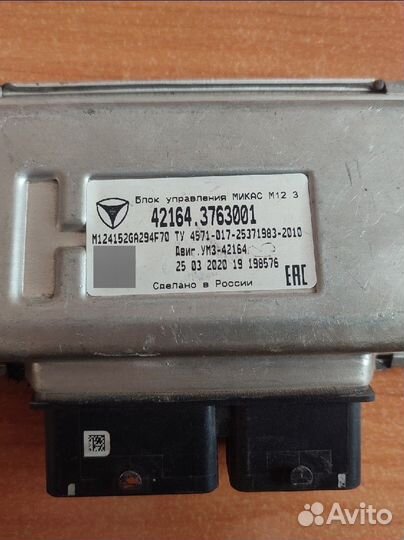 Блок управления МИКАС М12 3
42164.3763001
M124152GA294F70 ТУ 4571-017-25371983-2010
Двиг.УМЗ-42164
25 03 2020 19 198576
EAC
Сделано в России
Avito